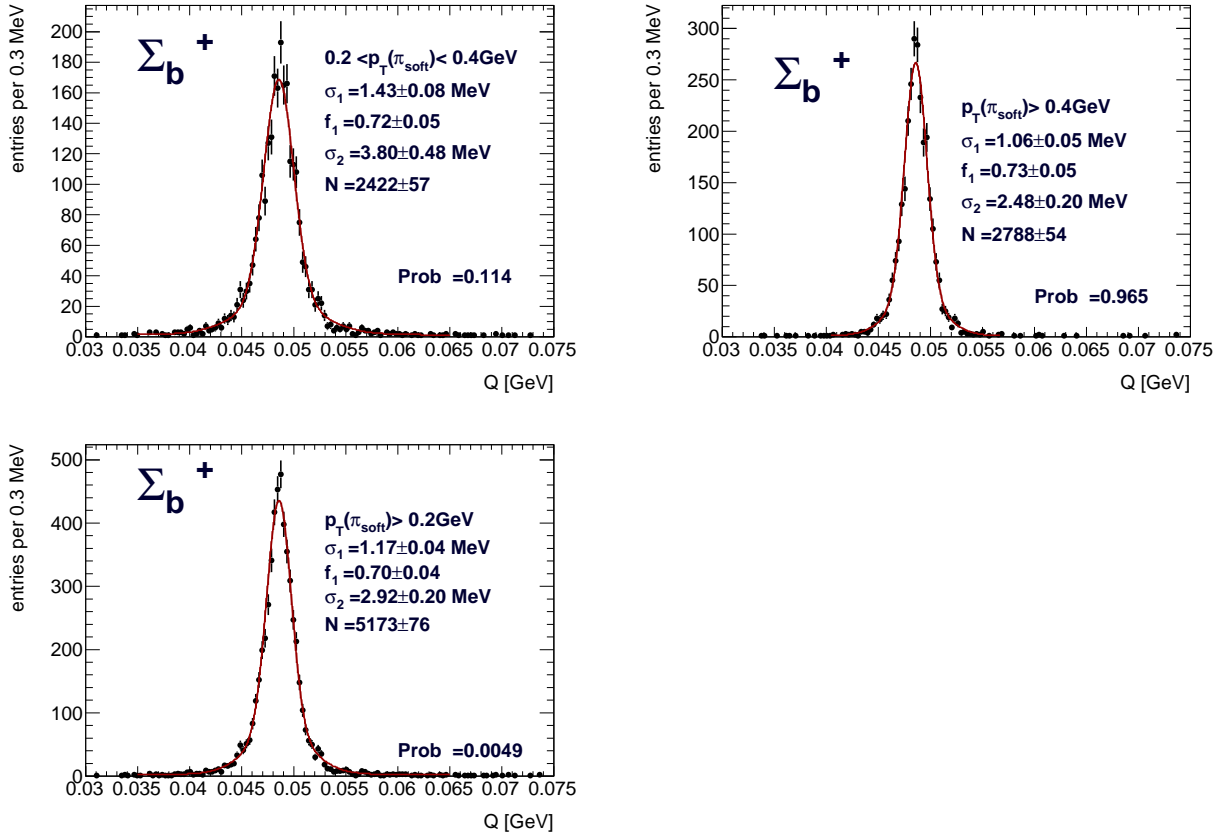 entries per 0.3 MeV
200
180
160
140
120
100
80
60
40
20
0
Σb +
0.2 <pT(πsoft)< 0.4GeV
σ1 =1.43±0.08 MeV
f1 =0.72±0.05
σ2 =3.80±0.48 MeV
N =2422±57
Prob =0.114
0.03 0.035 0.04 0.045 0.05 0.055 0.06 0.065 0.07 0.075
Q [GeV]
entries per 0.3 MeV
300
250
200
150
100
50
0
Σb +
pT(πsoft)> 0.4GeV
σ1 =1.06±0.05 MeV
f1 =0.73±0.05
σ2 =2.48±0.20 MeV
N =2788±54
Prob =0.965
0.03 0.035 0.04 0.045 0.05 0.055 0.06 0.065 0.07 0.075
Q [GeV]
entries per 0.3 MeV
500
400
300
200
100
0
Σb +
pT(πsoft)> 0.2GeV
σ1 =1.17±0.04 MeV
f1 =0.70±0.04
σ2 =2.92±0.20 MeV
N =5173±76
Prob =0.0049
0.03 0.035 0.04 0.045 0.05 0.055 0.06 0.065 0.07 0.075
Q [GeV]